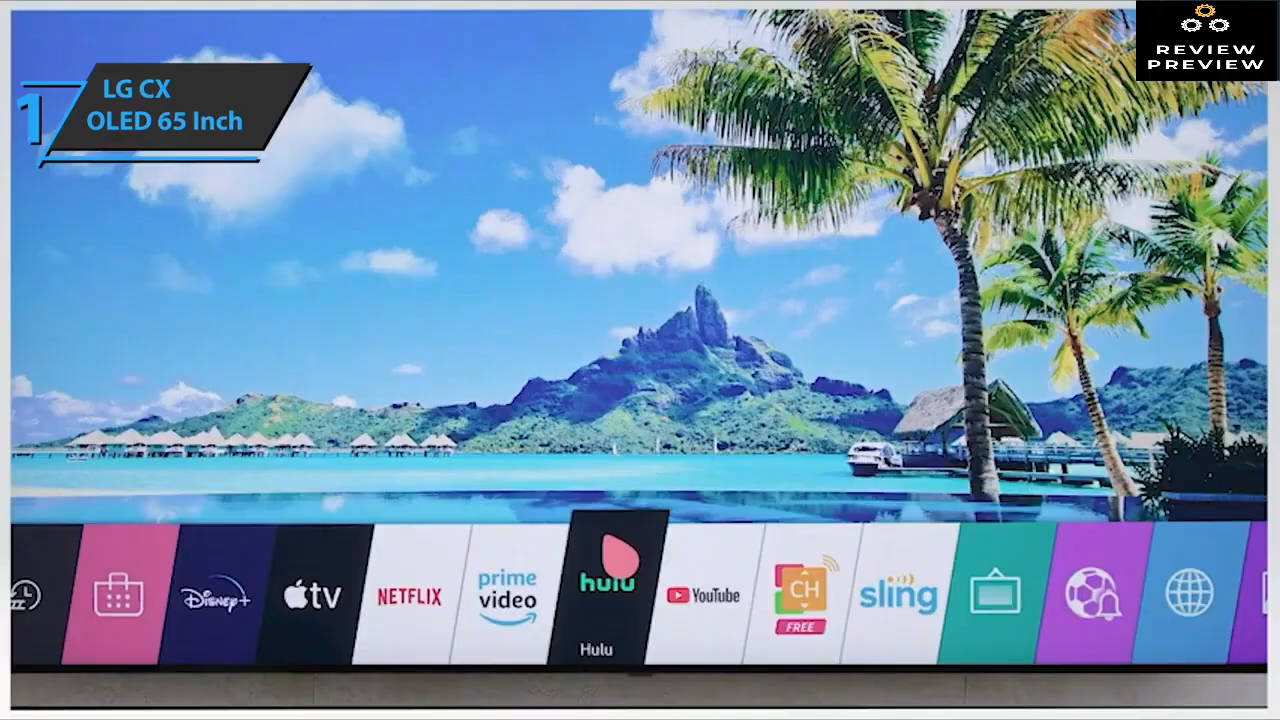 REVIEW
PREVIEW
1
LG CX
OLED 65 Inch
Disney+
tv
NETFLIX
prime
video
hulu
Hulu
YouTube
CH
FREE
sling